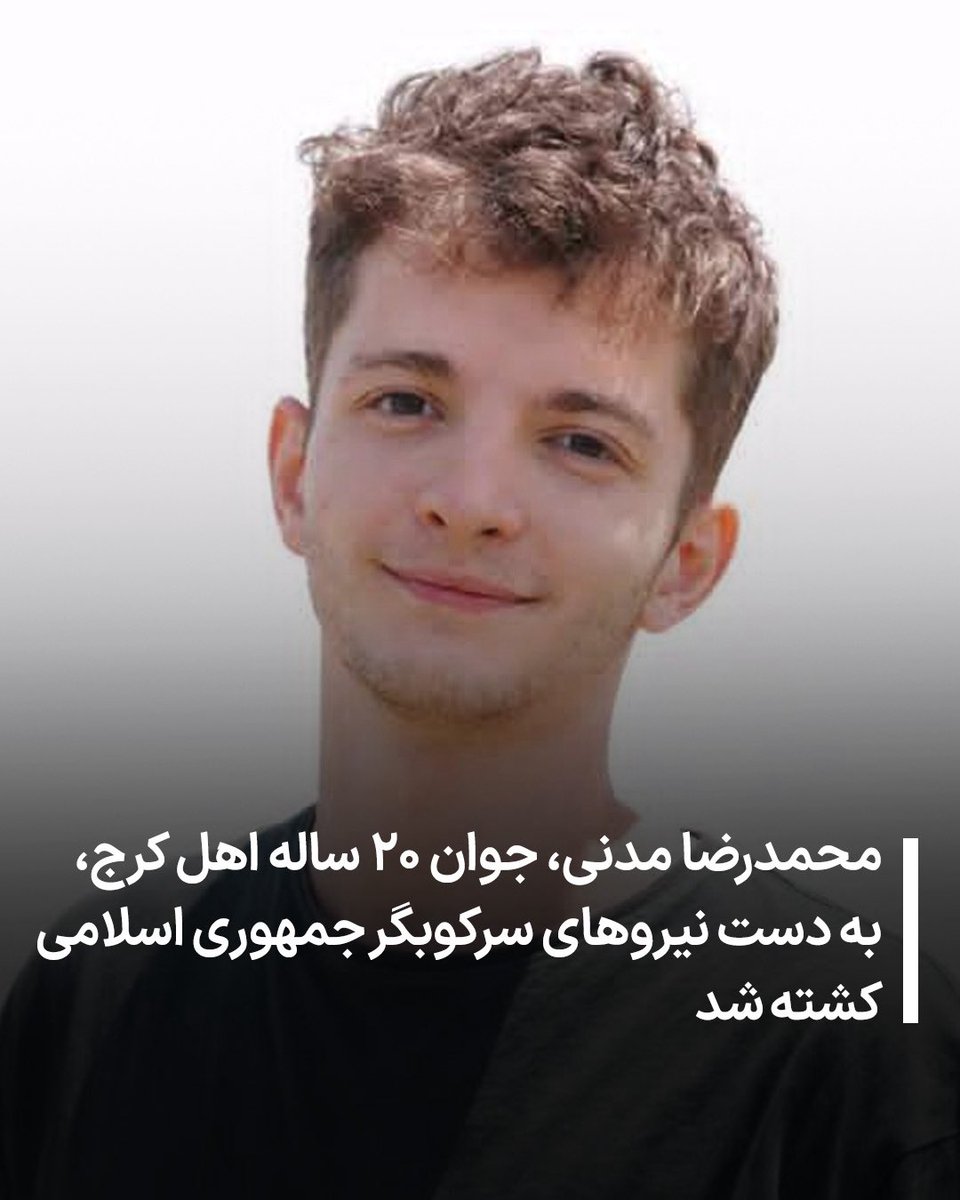 محمدرضا مدنی، جوان ۲۰ ساله اهل کرج،
به دست نیروهای سرکوبگر جمهوری اسلامی
کشته شد